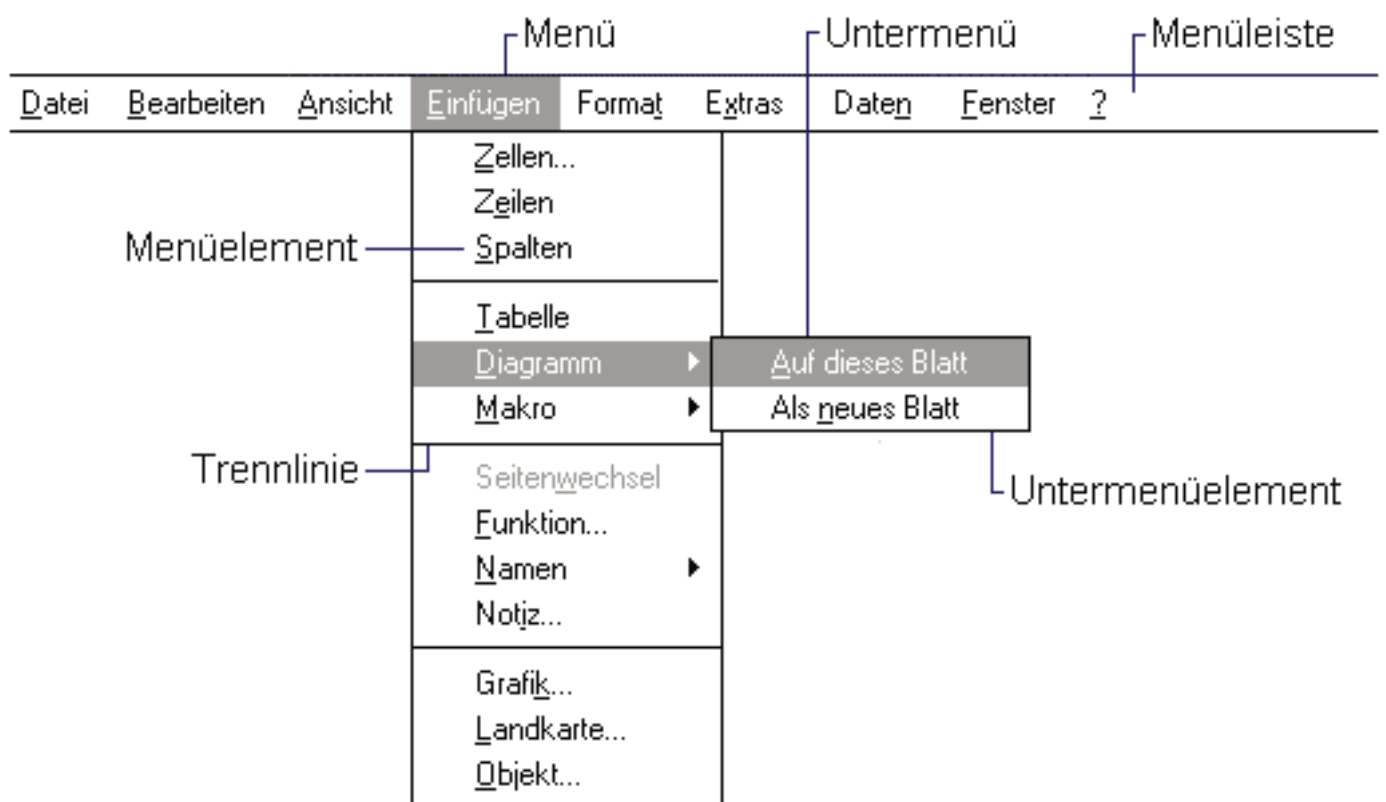 Menü Untermenü Menüleiste
Datei Bearbeiten Ansicht Einfügen Format Extras Daten Fenster ?
Zellen...
Zeilen
Menüelement Spalten
Tabelle
Diagramm Auf dieses Blatt
Makro Als neues Blatt
Trennlinie Seitenwechsel
Untermenüelement
Funktion...
Namen
Notiz...
Grafik...
Landkarte...
Objekt...